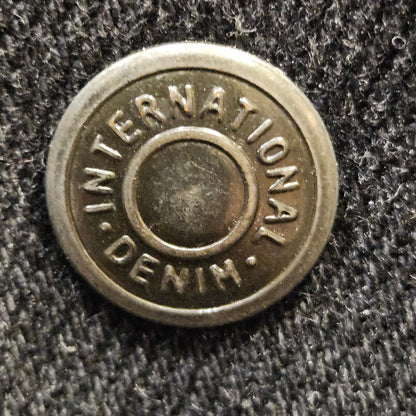 · INTERNATIONAL ·
DENIM